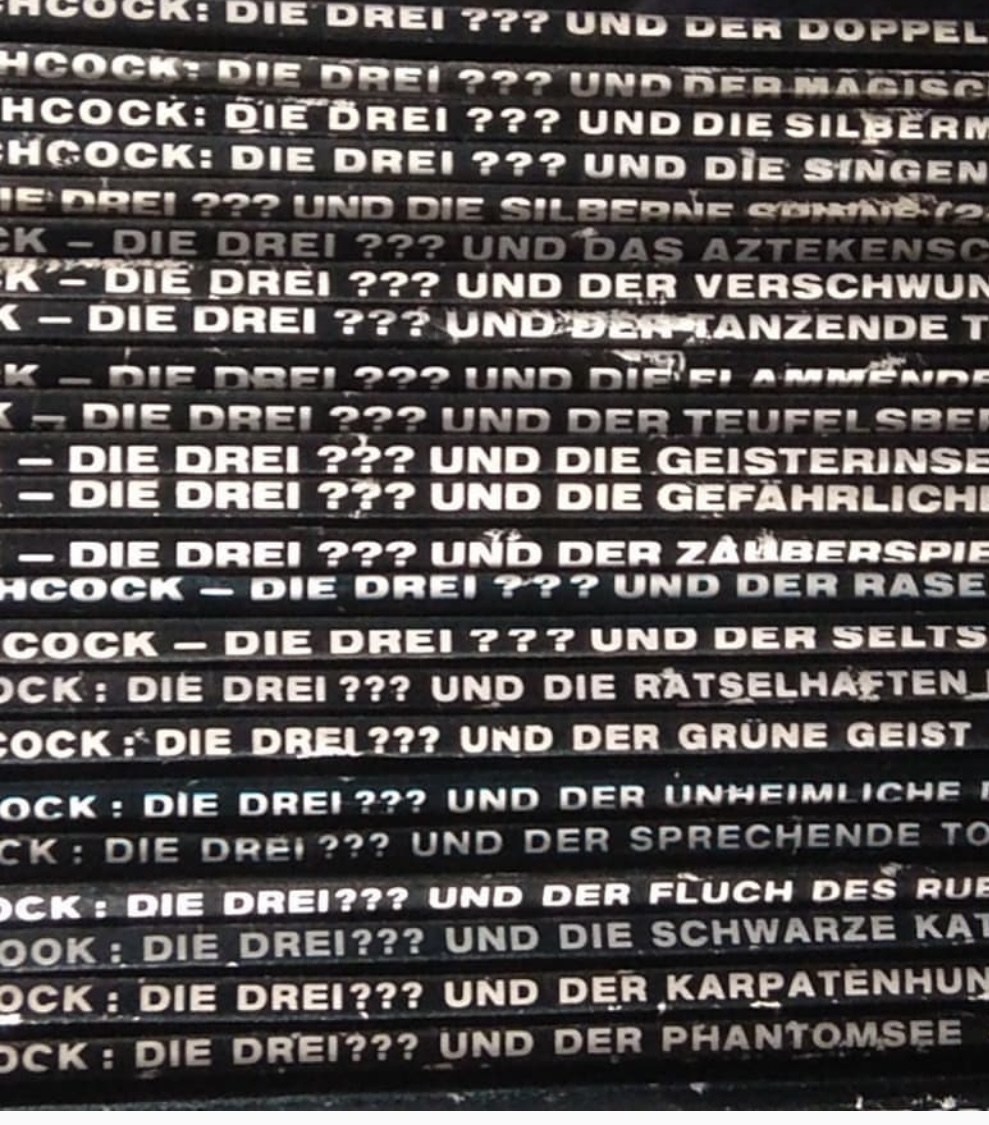 HCOCK: DIE DREI ??? UND DER DOPPEL
HCOCK: DIE DREI ??? UND DER MAGISC
HCOCK: DIE DREI ??? UND DIE SILBERM
HCOCK: DIE DREI ??? UND DIE SINGEN
IE DREI ??? UND DIE SILBERNE SPINNE (2
CK – DIE DREI ??? UND DAS AZTEKENSC
K – DIE DREI ??? UND DER VERSCHWUN
K – DIE DREI ??? UND DER TANZENDE T
K – DIE DREI ??? UND DIE FLAMMENDE
K – DIE DREI ??? UND DER TEUFELSBER
– DIE DREI ??? UND DIE GEISTERINSE
– DIE DREI ??? UND DIE GEFÄHRLICHE
– DIE DREI ??? UND DER ZAUBERSPIE
HCOCK – DIE DREI ??? UND DER RASE
COCK – DIE DREI ??? UND DER SELTS
OCK: DIE DREI ??? UND DIE RÄTSELHAFTEN
COCK: DIE DREI ??? UND DER GRÜNE GEIST
OCK: DIE DREI ??? UND DER UNHEIMLICHE
CK: DIE DREI ??? UND DER SPRECHENDE TO
OCK: DIE DREI??? UND DER FLUCH DES RUB
OOK: DIE DREI??? UND DIE SCHWARZE KAT
OCK: DIE DREI??? UND DER KARPATENHUN
OCK: DIE DREI??? UND DER PHANTOMSEE